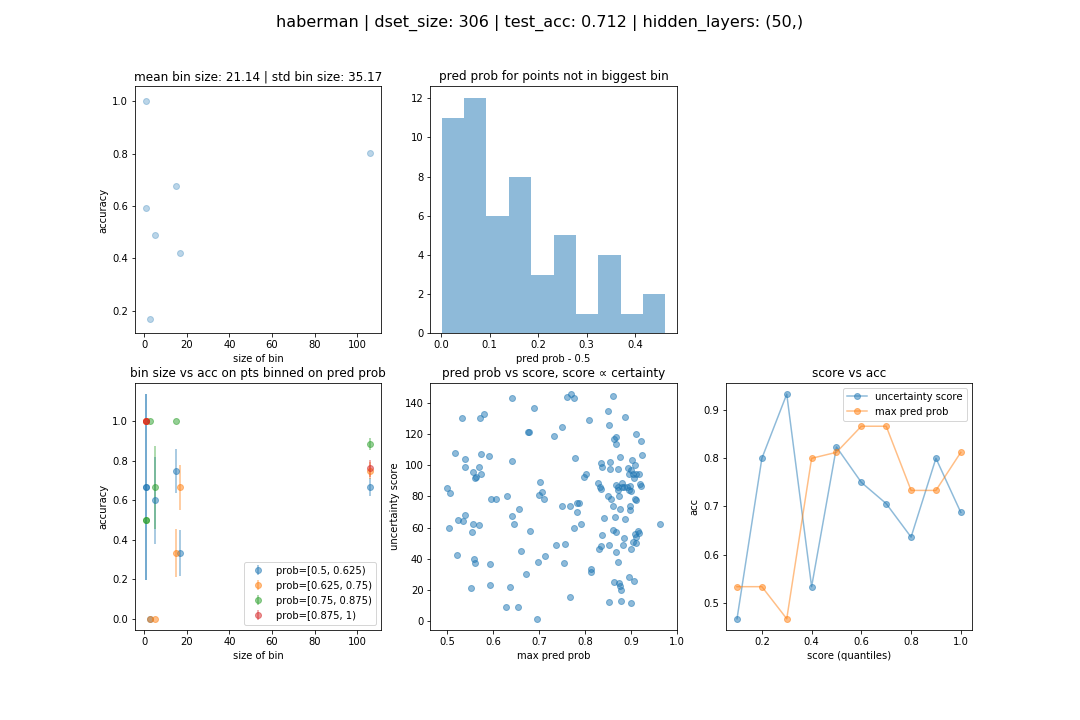 haberman | dset_size: 306 | test_acc: 0.712 | hidden_layers: (50,)
mean bin size: 21.14 | std bin size: 35.17
1.0
0.8
0.6
0.4
0.2
accuracy
0 20 40 60 80 100
size of bin
pred prob for points not in biggest bin
12
10
8
6
4
2
0
0.0 0.1 0.2 0.3 0.4
pred prob - 0.5
bin size vs acc on pts binned on pred prob
1.0
0.8
0.6
0.4
0.2
0.0
accuracy
prob=[0.5, 0.625)
prob=[0.625, 0.75)
prob=[0.75, 0.875)
prob=[0.875, 1)
0 20 40 60 80 100
size of bin
pred prob vs score, score ∝ certainty
140
120
100
80
60
40
20
0
uncertainty score
0.5 0.6 0.7 0.8 0.9 1.0
max pred prob
score vs acc
0.9
0.8
0.7
0.6
0.5
acc
uncertainty score
max pred prob
0.2 0.4 0.6 0.8 1.0
score (quantiles)